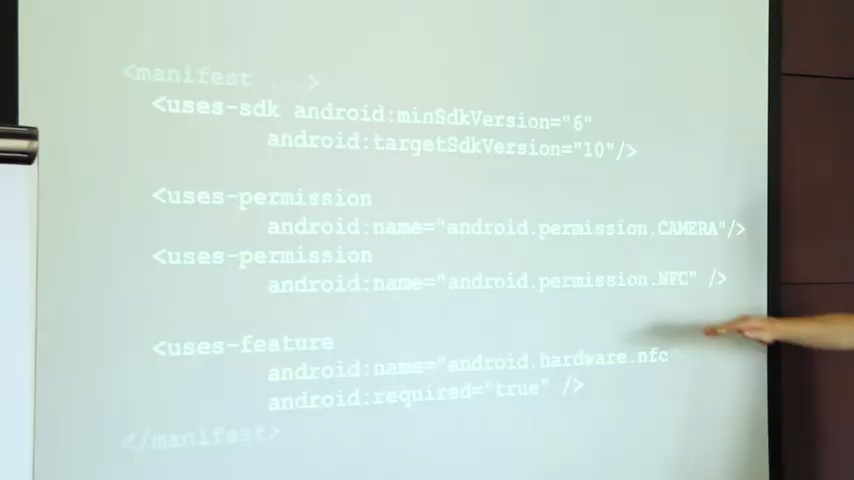 <manifest ...>
<uses-sdk android:minSdkVersion="6"
android:targetSdkVersion="10"/>
<uses-permission
android:name="android.permission.CAMERA"/>
<uses-permission
android:name="android.permission.NFC" />
<uses-feature
android:name="android.hardware.nfc"
android:required="true" />
</manifest>